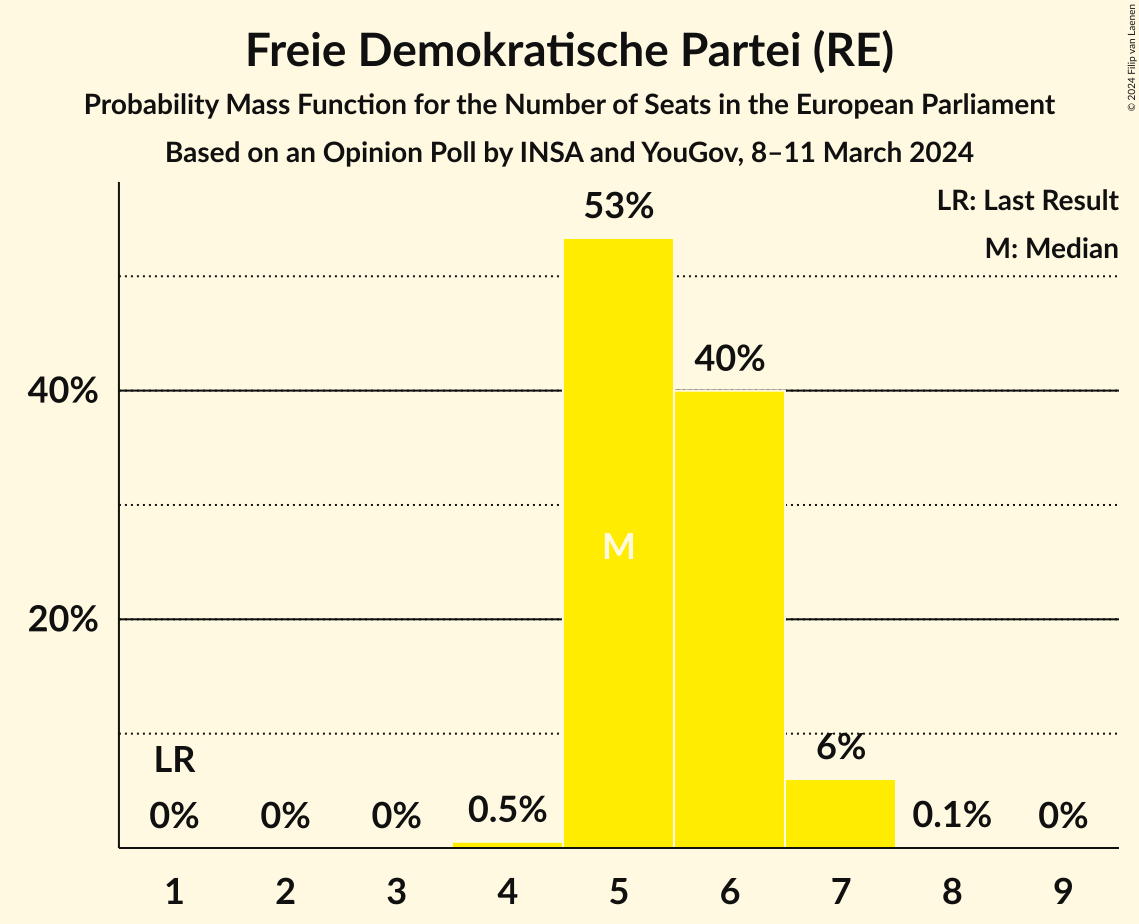 Freie Demokratische Partei (RE)
Probability Mass Function for the Number of Seats in the European Parliament
Based on an Opinion Poll by INSA and YouGov, 8–11 March 2024
© 2024 Filip van Laenen
LR: Last Result
M: Median
53%
40%
40%
M
20%
LR
6%
0%
0%
0%
0.5%
0.1%
0%
1
2
3
4
5
6
7
8
9